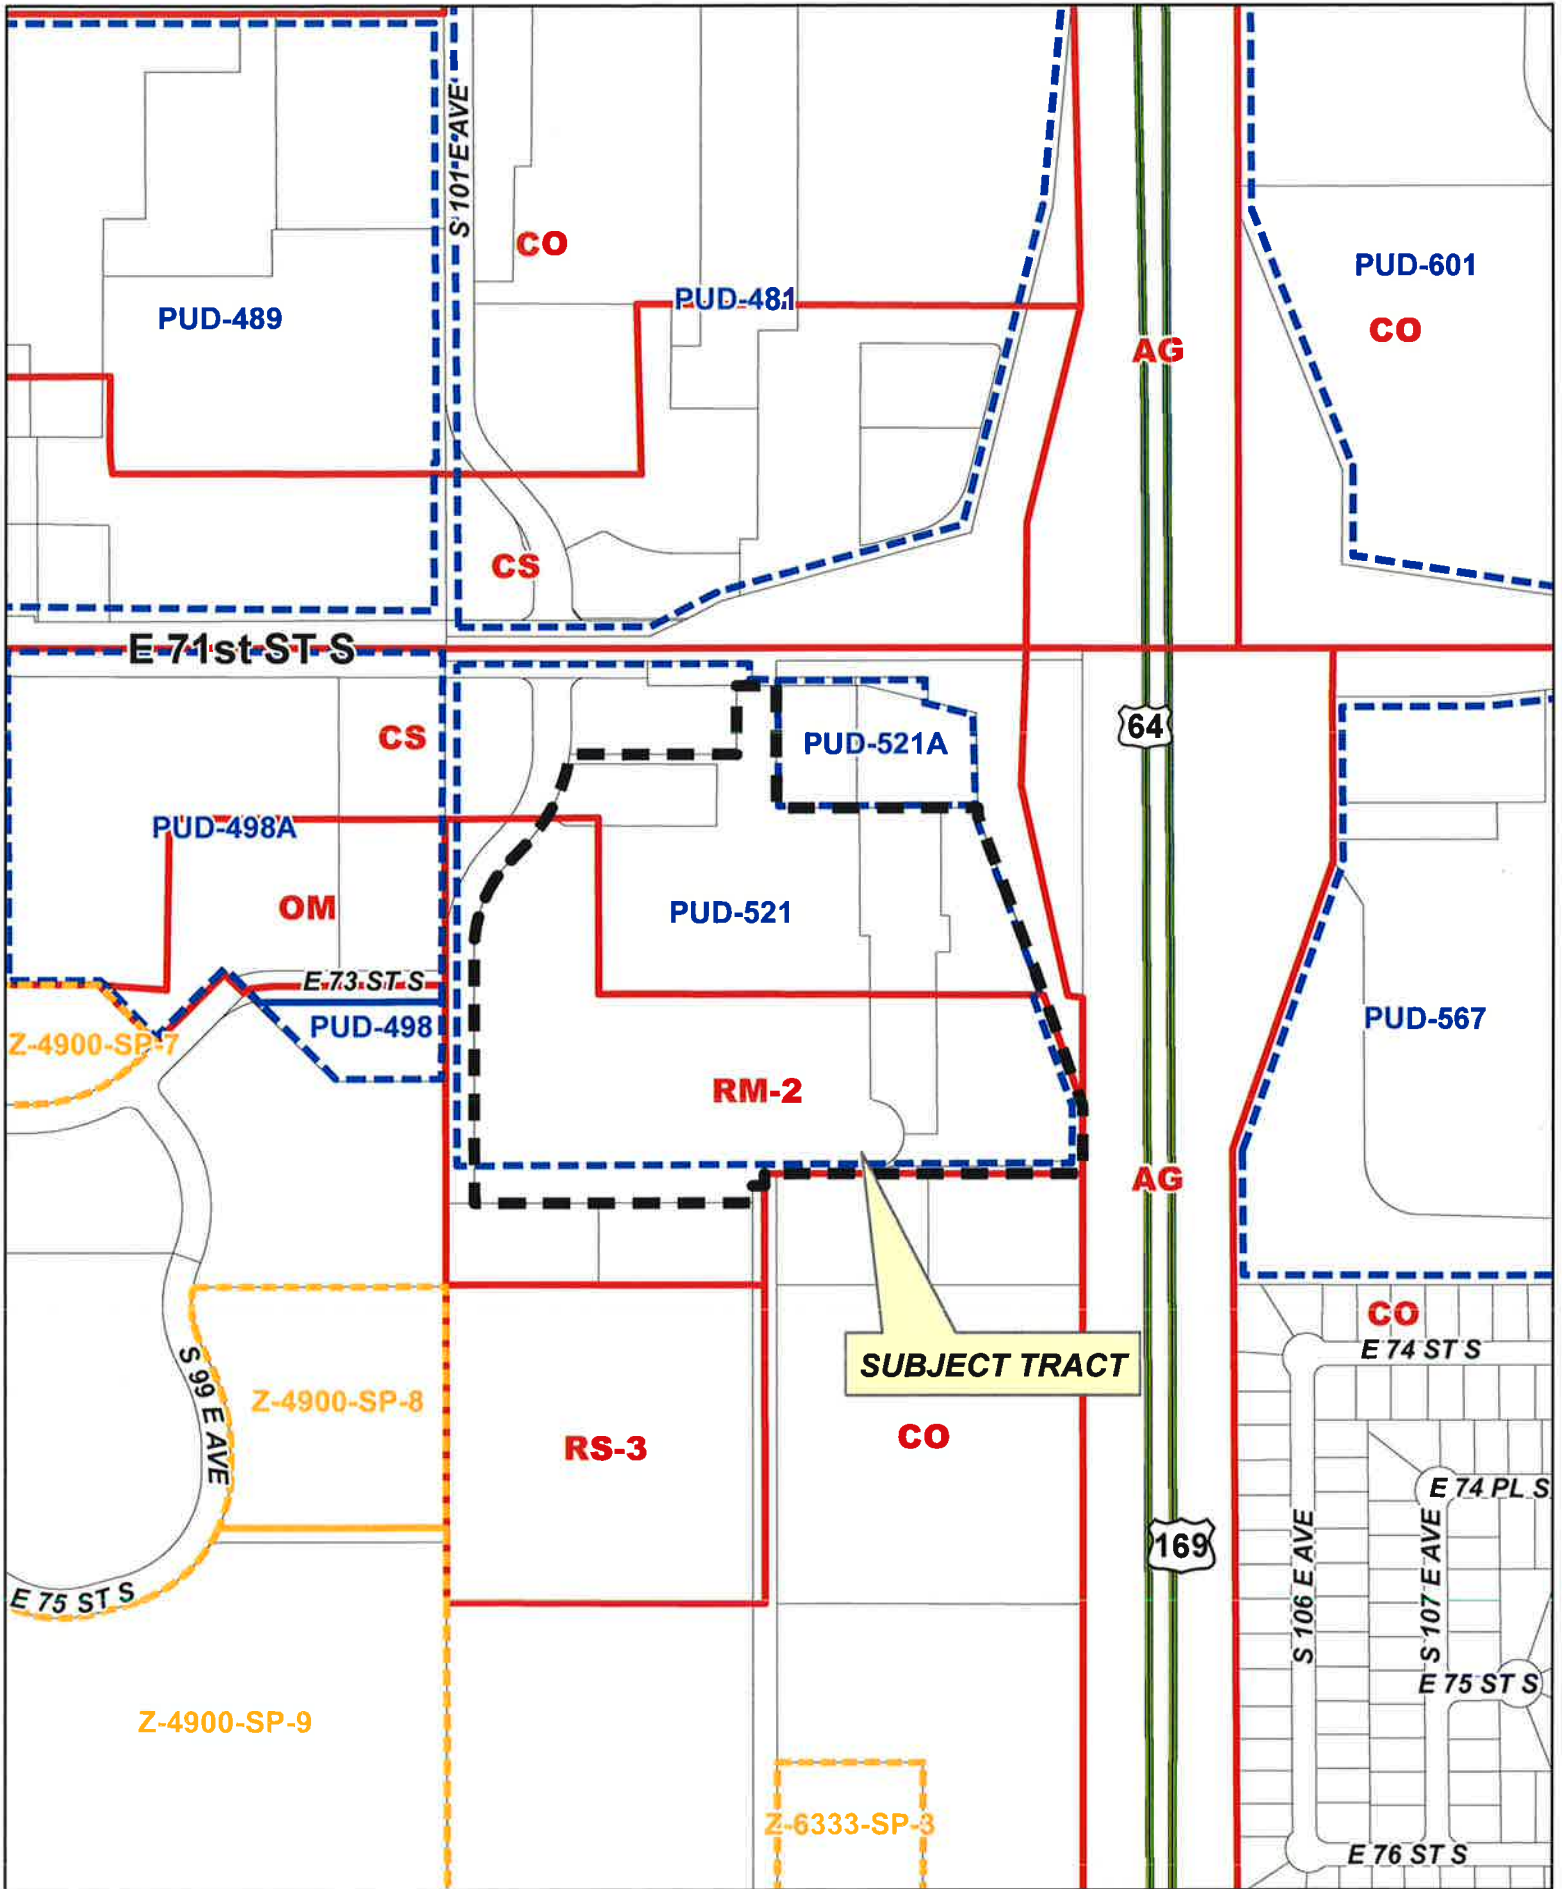 S 101 E AVE
CO
PUD-601
PUD-481
PUD-489
CO
AG
CS
E 71st ST S
64
CS
PUD-521A
PUD-498A
OM
PUD-521
E 73 ST S
PUD-498
PUD-567
Z-4900-SP-7
RM-2
AG
CO
E 74 ST S
SUBJECT TRACT
S 99 E AVE
Z-4900-SP-8
CO
RS-3
E 74 PL S
169
S 106 E AVE
S 107 E AVE
E 75 ST S
E 75 ST S
Z-4900-SP-9
Z-6333-SP-3
E 76 ST S